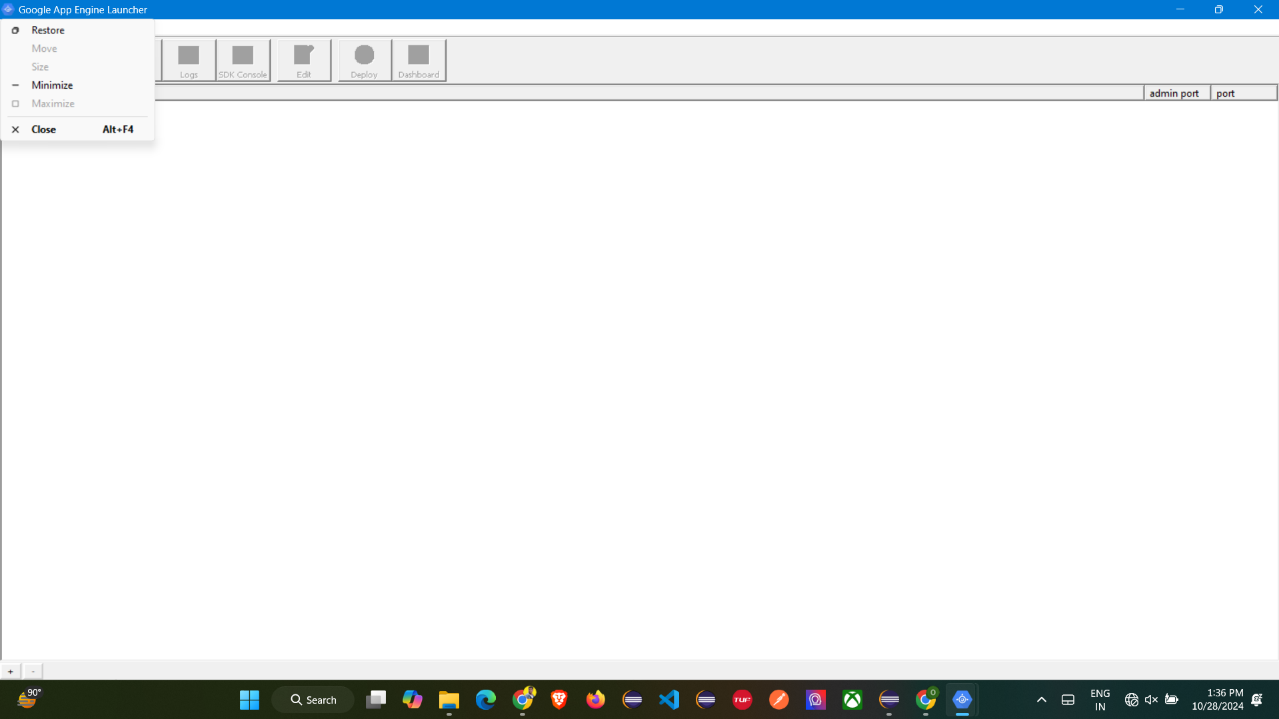 Google App Engine Launcher
Restore
Move
Size
Minimize
Maximize
Close Alt+F4
Logs
SDK Console
Edit
Deploy
Dashboard
admin port
port
+
-
90°
Search
TUF
0
ENG
IN
1:36 PM
10/28/2024